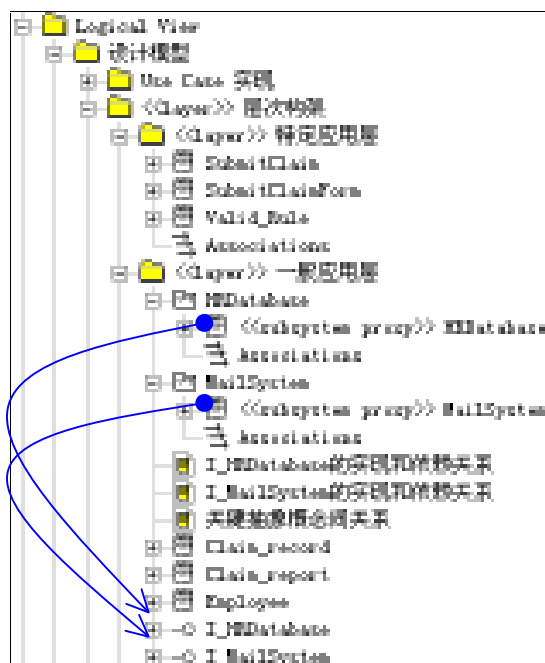 Logical View
设计模型
Use Case 实现
<<layer>> 层次构架
<<layer>> 特定应用层
SubmitClaim
SubmitClaimForm
Valid_Rule
Associations
<<layer>> 一般应用层
HRDatabase
<<subsystem proxy>> HRDatabase
Associations
MailSystem
<<subsystem proxy>> MailSystem
Associations
I_HRDatabase的实现和依赖关系
I_MailSystem的实现和依赖关系
关键抽象概念间关系
Claim_record
Claim_report
Employee
I_HRDatabase
I_MailSystem